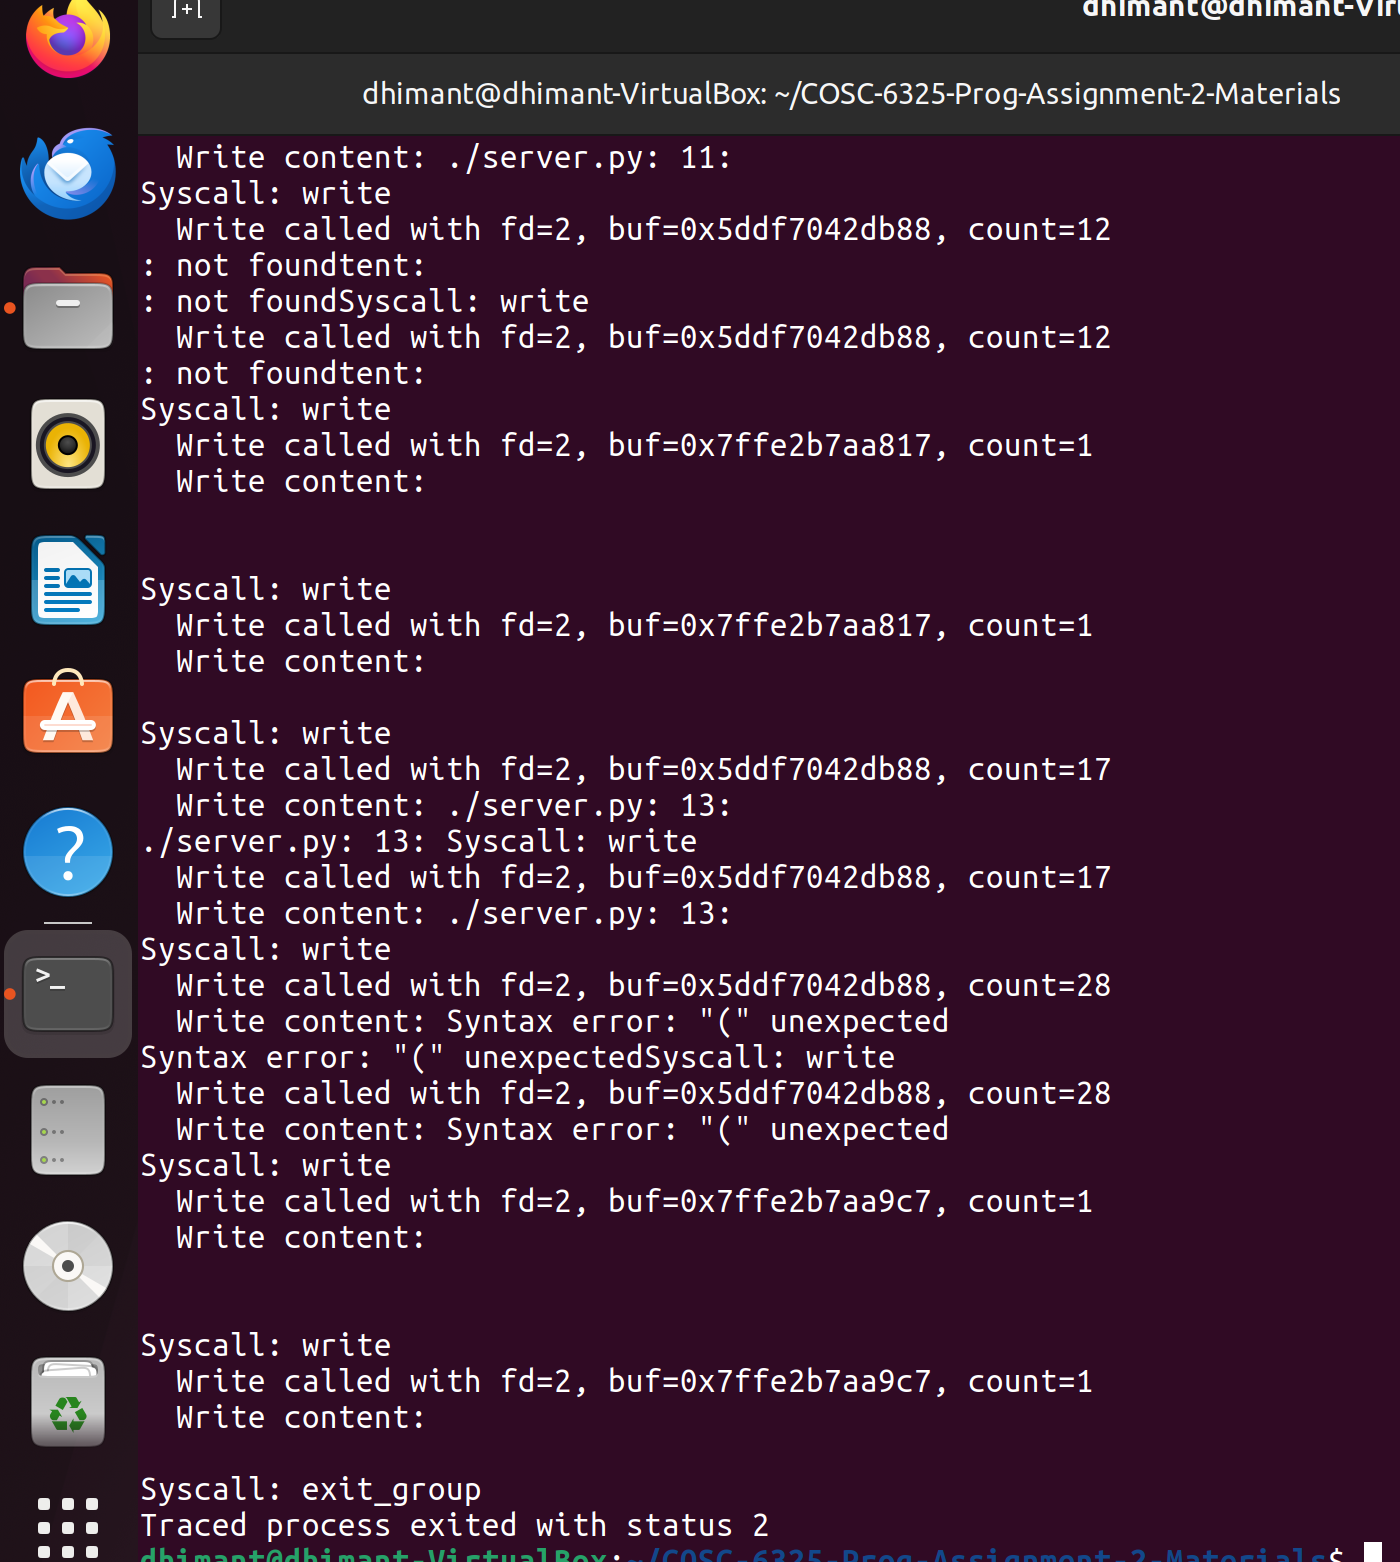 dhimant@dhimant-Virt
dhimant@dhimant-VirtualBox: ~/COSC-6325-Prog-Assignment-2-Materials
  Write content: ./server.py: 11:
Syscall: write
  Write called with fd=2, buf=0x5ddf7042db88, count=12
: not foundtent:
: not foundSyscall: write
  Write called with fd=2, buf=0x5ddf7042db88, count=12
: not foundtent:
Syscall: write
  Write called with fd=2, buf=0x7ffe2b7aa817, count=1
  Write content:
Syscall: write
  Write called with fd=2, buf=0x7ffe2b7aa817, count=1
  Write content:
Syscall: write
  Write called with fd=2, buf=0x5ddf7042db88, count=17
  Write content: ./server.py: 13:
./server.py: 13: Syscall: write
  Write called with fd=2, buf=0x5ddf7042db88, count=17
  Write content: ./server.py: 13:
Syscall: write
  Write called with fd=2, buf=0x5ddf7042db88, count=28
  Write content: Syntax error: "(" unexpected
Syntax error: "(" unexpectedSyscall: write
  Write called with fd=2, buf=0x5ddf7042db88, count=28
  Write content: Syntax error: "(" unexpected
Syscall: write
  Write called with fd=2, buf=0x7ffe2b7aa9c7, count=1
  Write content:
Syscall: write
  Write called with fd=2, buf=0x7ffe2b7aa9c7, count=1
  Write content:
Syscall: exit_group
Traced process exited with status 2
dhimant@dhimant-VirtualBox:~/COSC-6325-Prog-Assignment-2-Materials$